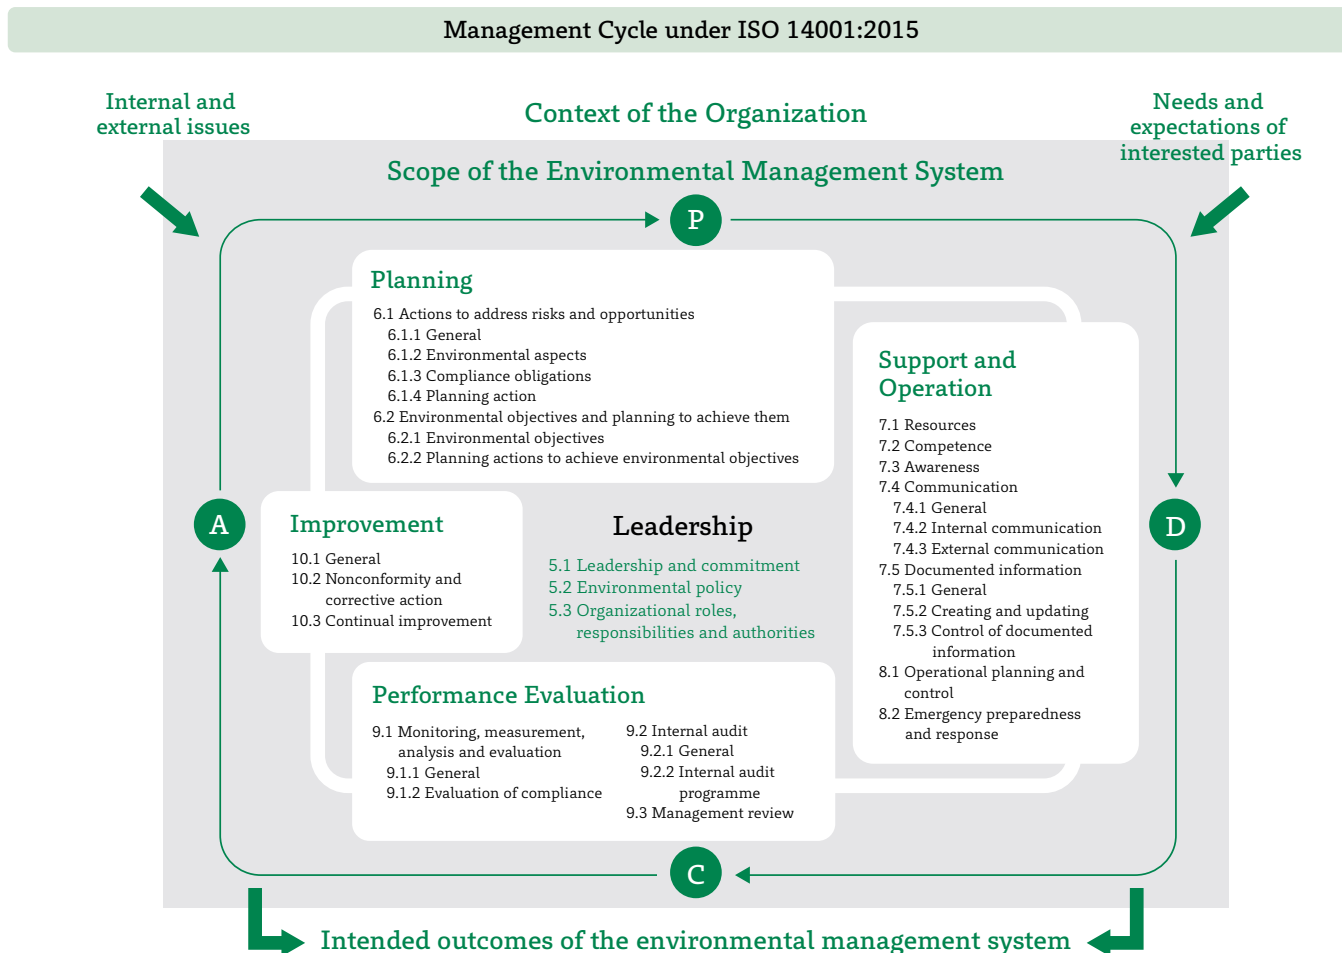 Management Cycle under ISO 14001:2015
Internal and
external issues
Context of the Organization
Needs and
expectations of
interested parties
Scope of the Environmental Management System
P
Planning
6.1 Actions to address risks and opportunities
6.1.1 General
6.1.2 Environmental aspects
6.1.3 Compliance obligations
6.1.4 Planning action
6.2 Environmental objectives and planning to achieve them
6.2.1 Environmental objectives
6.2.2 Planning actions to achieve environmental objectives
Support and
Operation
7.1 Resources
7.2 Competence
7.3 Awareness
7.4 Communication
7.4.1 General
7.4.2 Internal communication
7.4.3 External communication
7.5 Documented information
7.5.1 General
7.5.2 Creating and updating
7.5.3 Control of documented
information
8.1 Operational planning and
control
8.2 Emergency preparedness
and response
D
A
Improvement
10.1 General
10.2 Nonconformity and
corrective action
10.3 Continual improvement
Leadership
5.1 Leadership and commitment
5.2 Environmental policy
5.3 Organizational roles,
responsibilities and authorities
Performance Evaluation
9.1 Monitoring, measurement,
analysis and evaluation
9.1.1 General
9.1.2 Evaluation of compliance
9.2 Internal audit
9.2.1 General
9.2.2 Internal audit
programme
9.3 Management review
C
Intended outcomes of the environmental management system